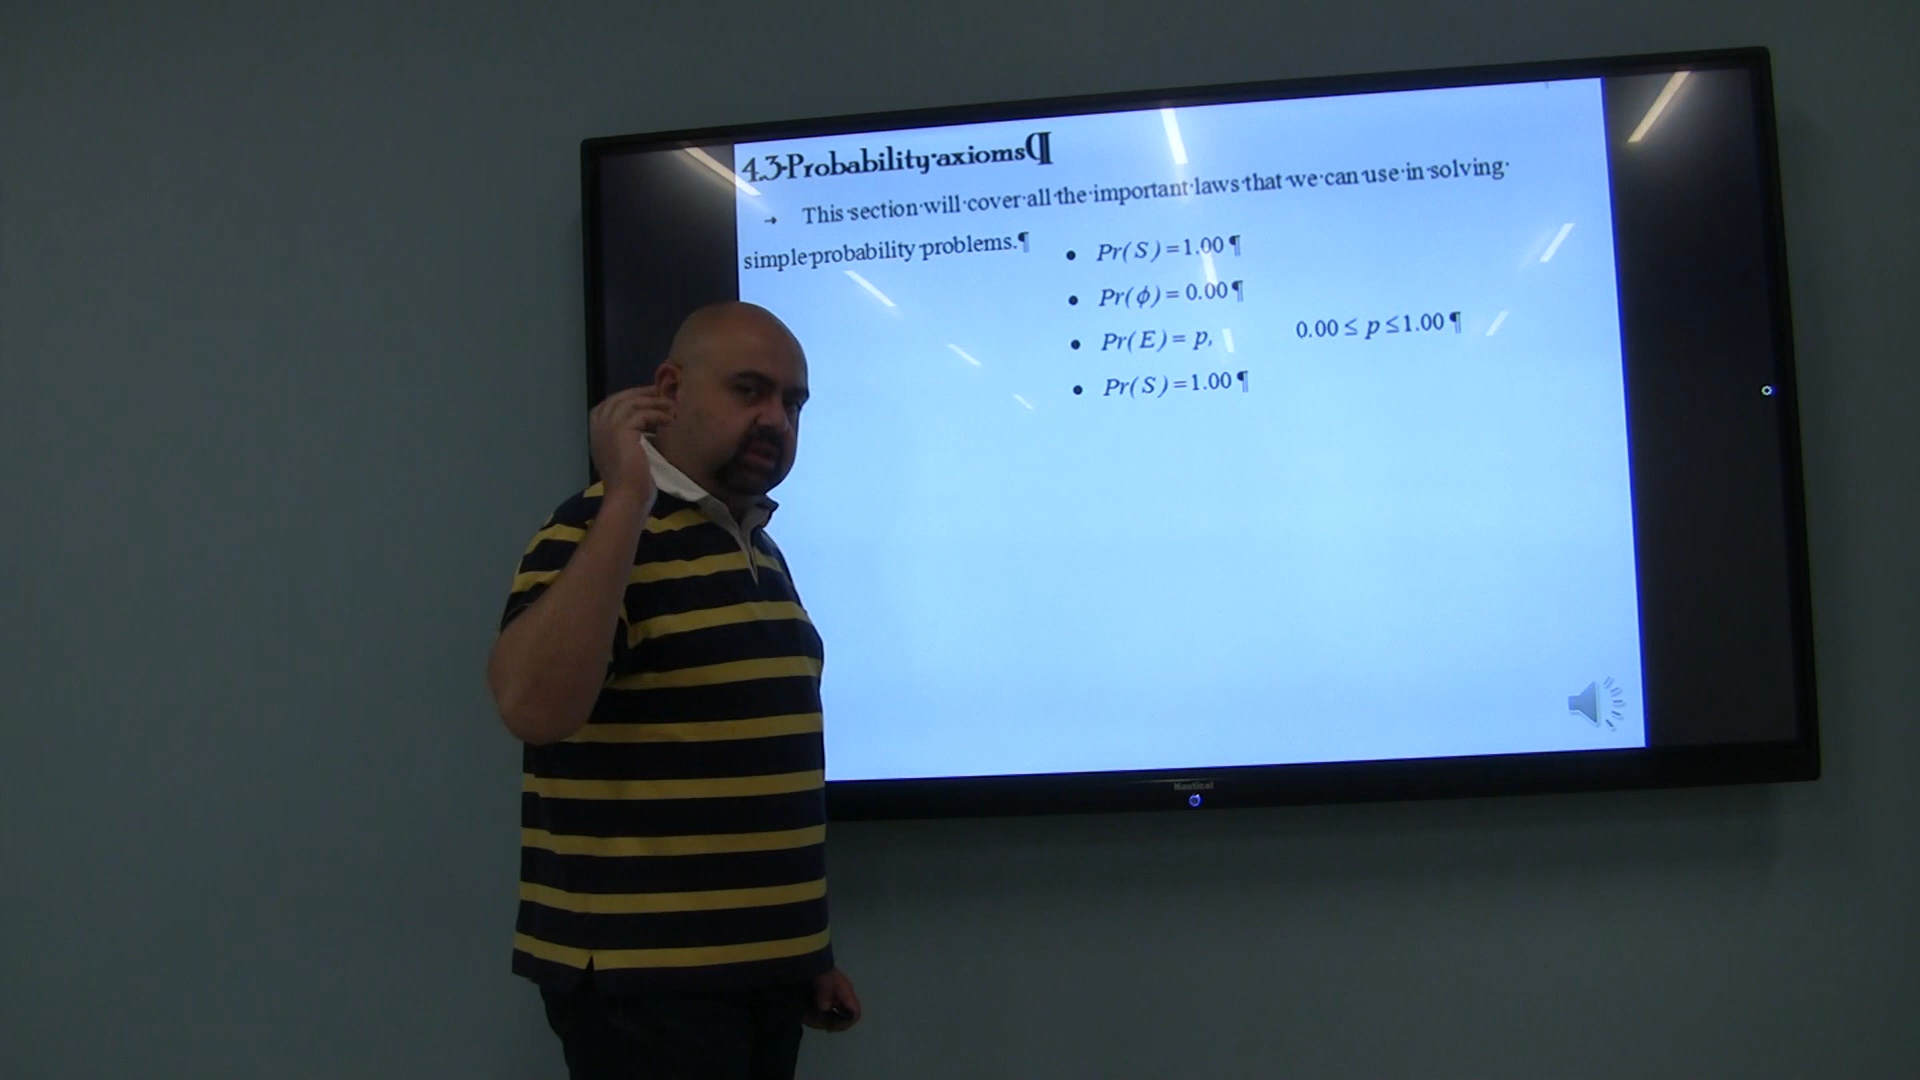 4.3·Probability·axioms¶
→ This·section·will·cover·all·the·important·laws·that·we·can·use·in·solving·
simple·probability·problems.¶
• Pr(S)=1.00¶
• Pr(ϕ)=0.00¶
• Pr(E)=p, 0.00≤p≤1.00¶
• Pr(S)=1.00¶
Nautical